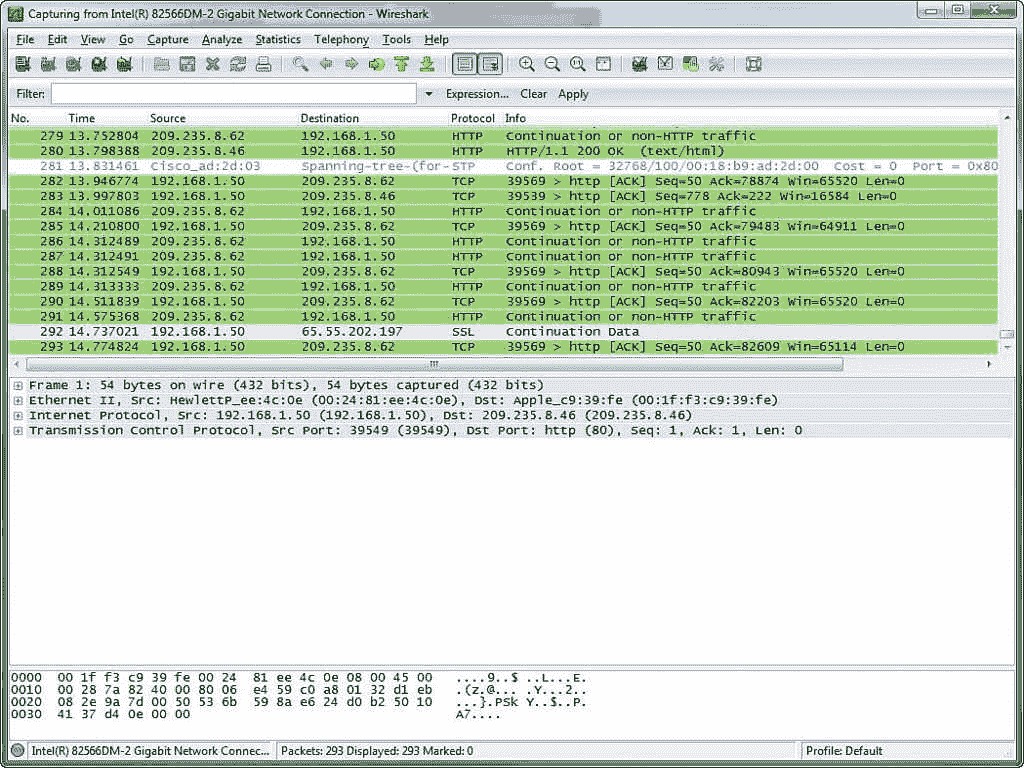 Capturing from Intel(R) 82566DM-2 Gigabit Network Connection - Wireshark
File Edit View Go Capture Analyze Statistics Telephony Tools Help
Filter: Expression... Clear Apply
No. Time Source Destination Protocol Info
279 13.752804 209.235.8.62 192.168.1.50 HTTP Continuation or non-HTTP traffic
280 13.798388 209.235.8.46 192.168.1.50 HTTP HTTP/1.1 200 OK (text/html)
281 13.831461 Cisco_ad:2d:03 Spanning-tree-(for- STP Conf. Root = 32768/100/00:18:b9:ad:2d:00 Cost = 0 Port = 0x80
282 13.946774 192.168.1.50 209.235.8.62 TCP 39569 > http [ACK] Seq=50 Ack=78874 Win=65520 Len=0
283 13.997803 192.168.1.50 209.235.8.46 TCP 39539 > http [ACK] Seq=778 Ack=222 Win=16584 Len=0
284 14.011086 209.235.8.62 192.168.1.50 HTTP Continuation or non-HTTP traffic
285 14.210800 192.168.1.50 209.235.8.62 TCP 39569 > http [ACK] Seq=50 Ack=79483 Win=64911 Len=0
286 14.312489 209.235.8.62 192.168.1.50 HTTP Continuation or non-HTTP traffic
287 14.312491 209.235.8.62 192.168.1.50 HTTP Continuation or non-HTTP traffic
288 14.312549 192.168.1.50 209.235.8.62 TCP 39569 > http [ACK] Seq=50 Ack=80943 Win=65520 Len=0
289 14.313333 209.235.8.62 192.168.1.50 HTTP Continuation or non-HTTP traffic
290 14.511839 192.168.1.50 209.235.8.62 TCP 39569 > http [ACK] Seq=50 Ack=82203 Win=65520 Len=0
291 14.575368 209.235.8.62 192.168.1.50 HTTP Continuation or non-HTTP traffic
292 14.737021 192.168.1.50 65.55.202.197 SSL Continuation Data
293 14.774824 192.168.1.50 209.235.8.62 TCP 39569 > http [ACK] Seq=50 Ack=82609 Win=65114 Len=0
Frame 1: 54 bytes on wire (432 bits), 54 bytes captured (432 bits)
Ethernet II, Src: HewlettP_ee:4c:0e (00:24:81:ee:4c:0e), Dst: Apple_c9:39:fe (00:1f:f3:c9:39:fe)
Internet Protocol, Src: 192.168.1.50 (192.168.1.50), Dst: 209.235.8.46 (209.235.8.46)
Transmission Control Protocol, Src Port: 39549 (39549), Dst Port: http (80), Seq: 1, Ack: 1, Len: 0
0000 00 1f f3 c9 39 fe 00 24 81 ee 4c 0e 08 00 45 00 ....9..$ ..L...E.
0010 00 28 7a 82 40 00 80 06 e4 59 c0 a8 01 32 d1 eb .(z.@... .Y...2..
0020 08 2e 9a 7d 00 50 53 6b 59 8a e6 24 d0 b2 50 10 ...}.PSk Y..$..P.
0030 41 37 d4 0e 00 00 A7....
Intel(R) 82566DM-2 Gigabit Network Connec... Packets: 293 Displayed: 293 Marked: 0 Profile: Default